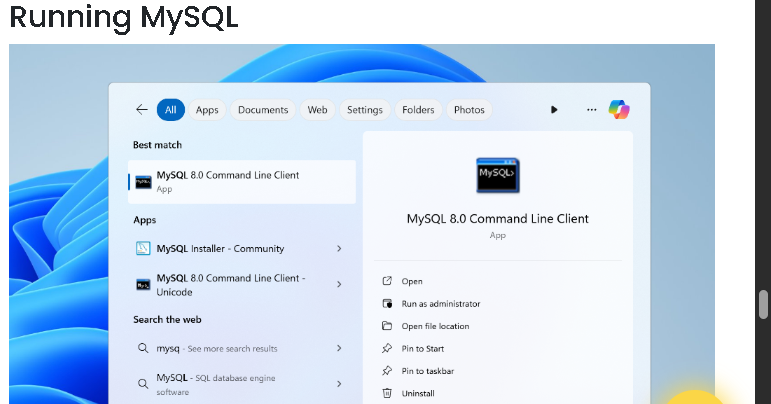 Running MySQL
All
Apps
Documents
Web
Settings
Folders
Photos
Best match
MySQL 8.0 Command Line Client
App
Apps
MySQL Installer - Community
MySQL 8.0 Command Line Client -
Unicode
Search the web
mysq - See more search results
MySQL - SQL database engine
software
MySQL>
MySQL 8.0 Command Line Client
App
Open
Run as administrator
Open file location
Pin to Start
Pin to taskbar
Uninstall